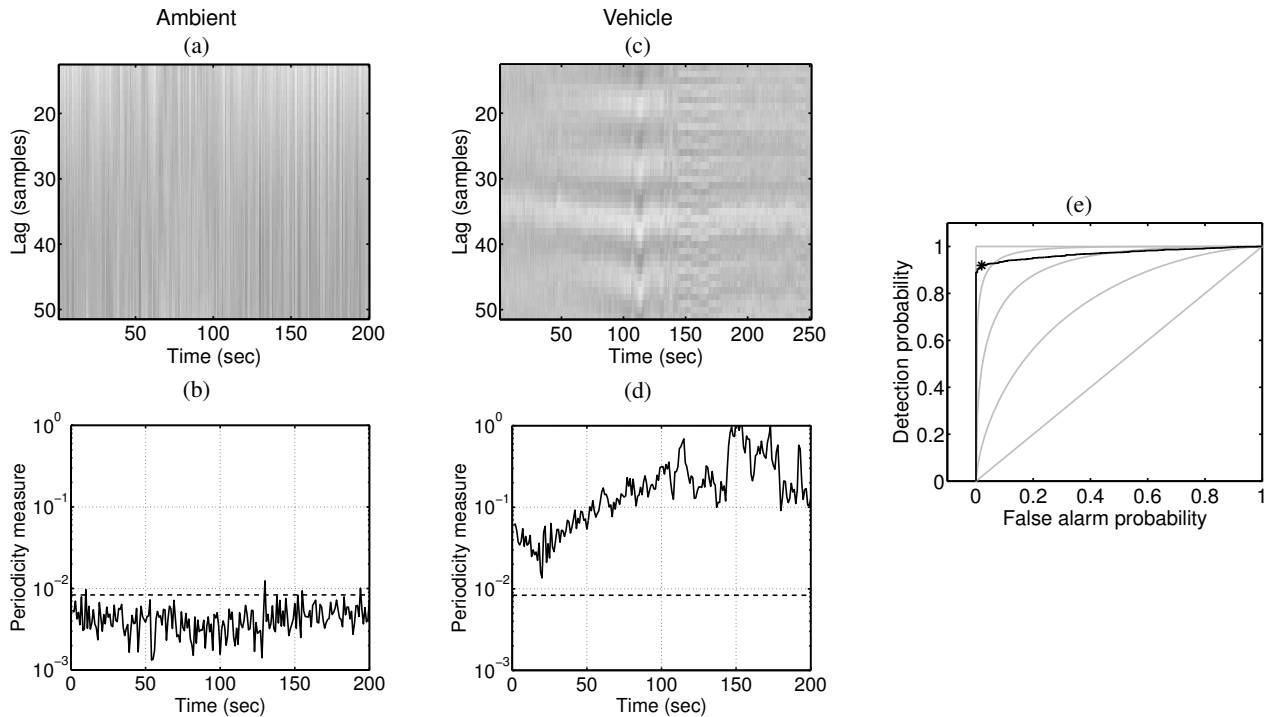 Ambient
(a)
Lag (samples)
20
30
40
50
50
100
150
200
Time (sec)
Vehicle
(c)
Lag (samples)
20
30
40
50
50
100
150
200
250
Time (sec)
(b)
Periodicity measure
10^0
10^-1
10^-2
10^-3
0
50
100
150
200
Time (sec)
(d)
Periodicity measure
10^0
10^-1
10^-2
10^-3
0
50
100
150
200
Time (sec)
(e)
Detection probability
1
0.8
0.6
0.4
0.2
0
0
0.2
0.4
0.6
0.8
1
False alarm probability